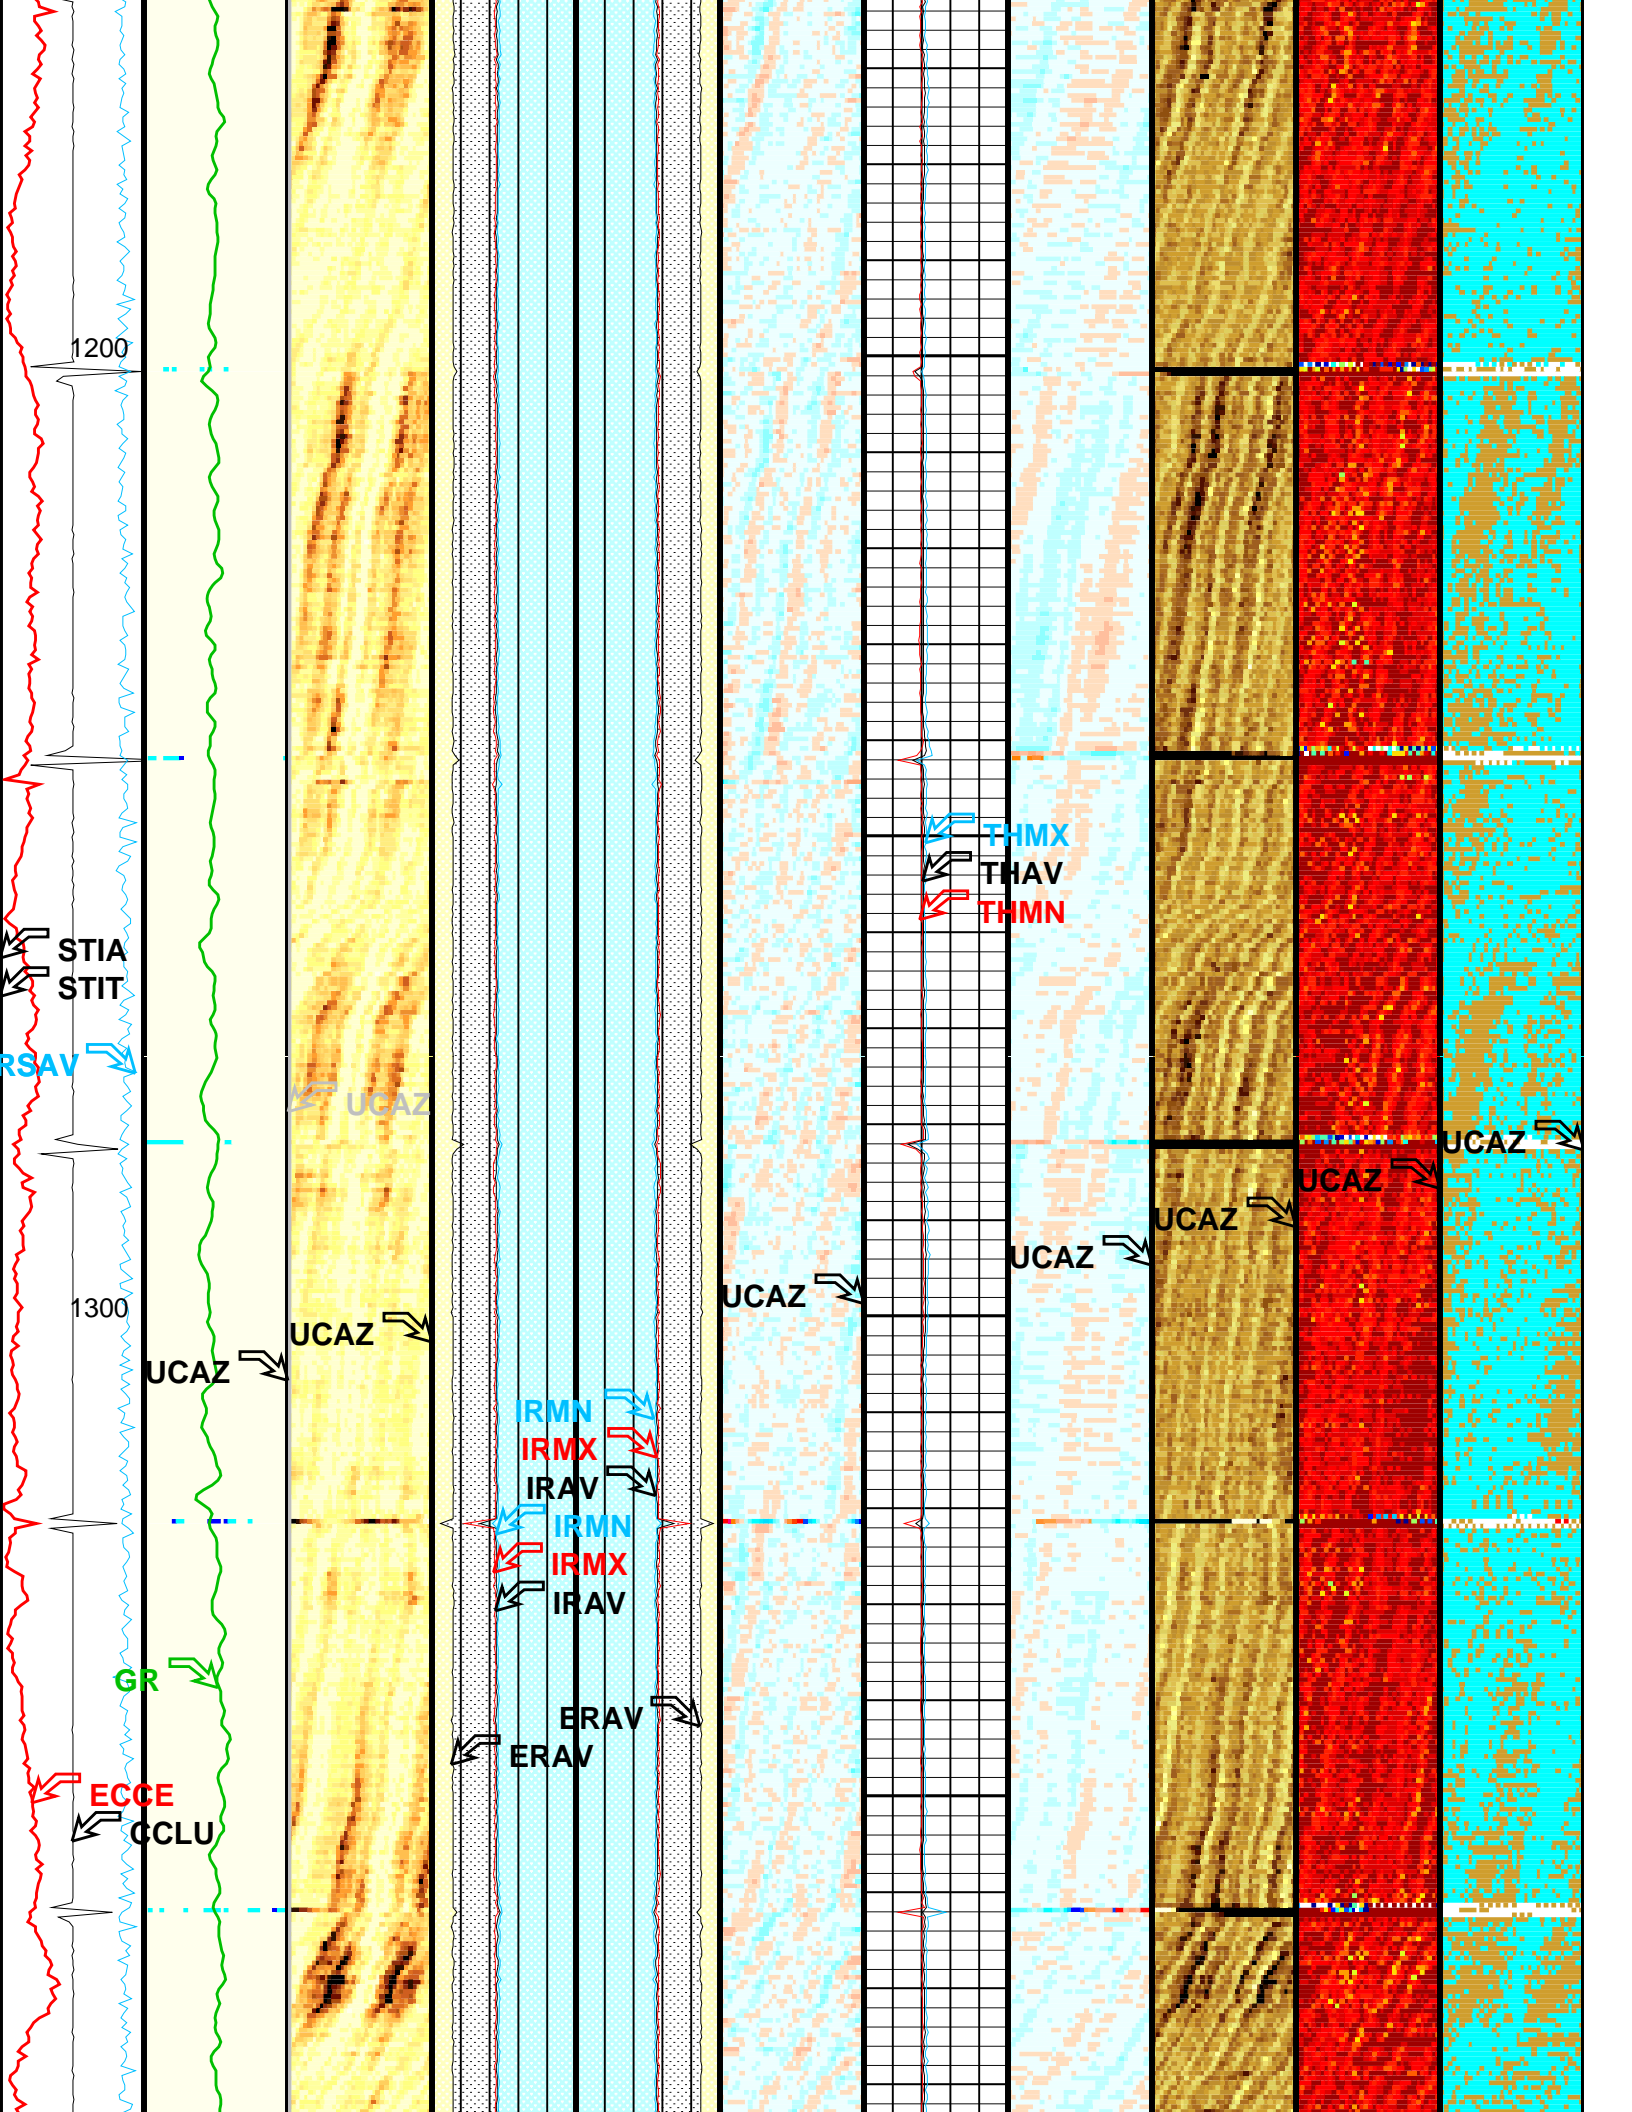 1200
THMX
THAV
THMN
STIA
STIT
RSAV
UCAZ
UCAZ
UCAZ
UCAZ
UCAZ
UCAZ
1300
UCAZ
UCAZ
IRMN
IRMX
IRAV
IRMN
IRMX
IRAV
GR
ERAV
ERAV
ECCE
CCLU